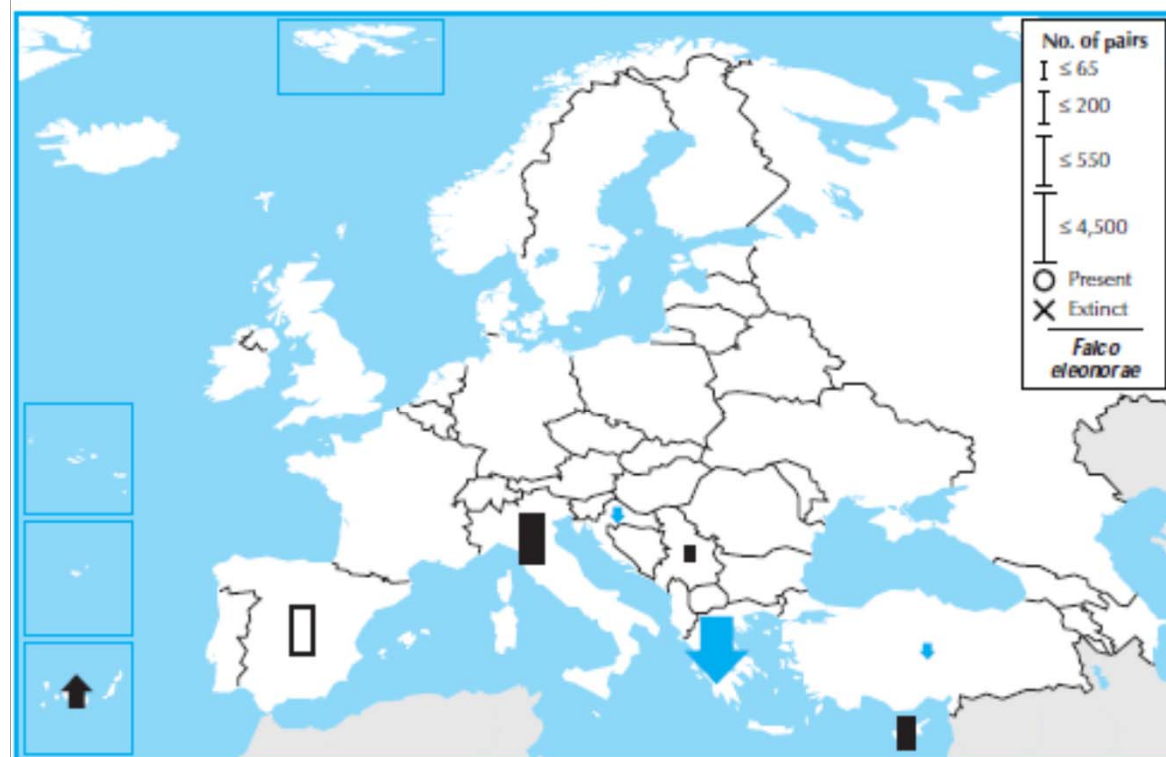 No. of pairs
≤ 65
≤ 200
≤ 550
≤ 4,500
Present
Extinct
Falco
eleonorae